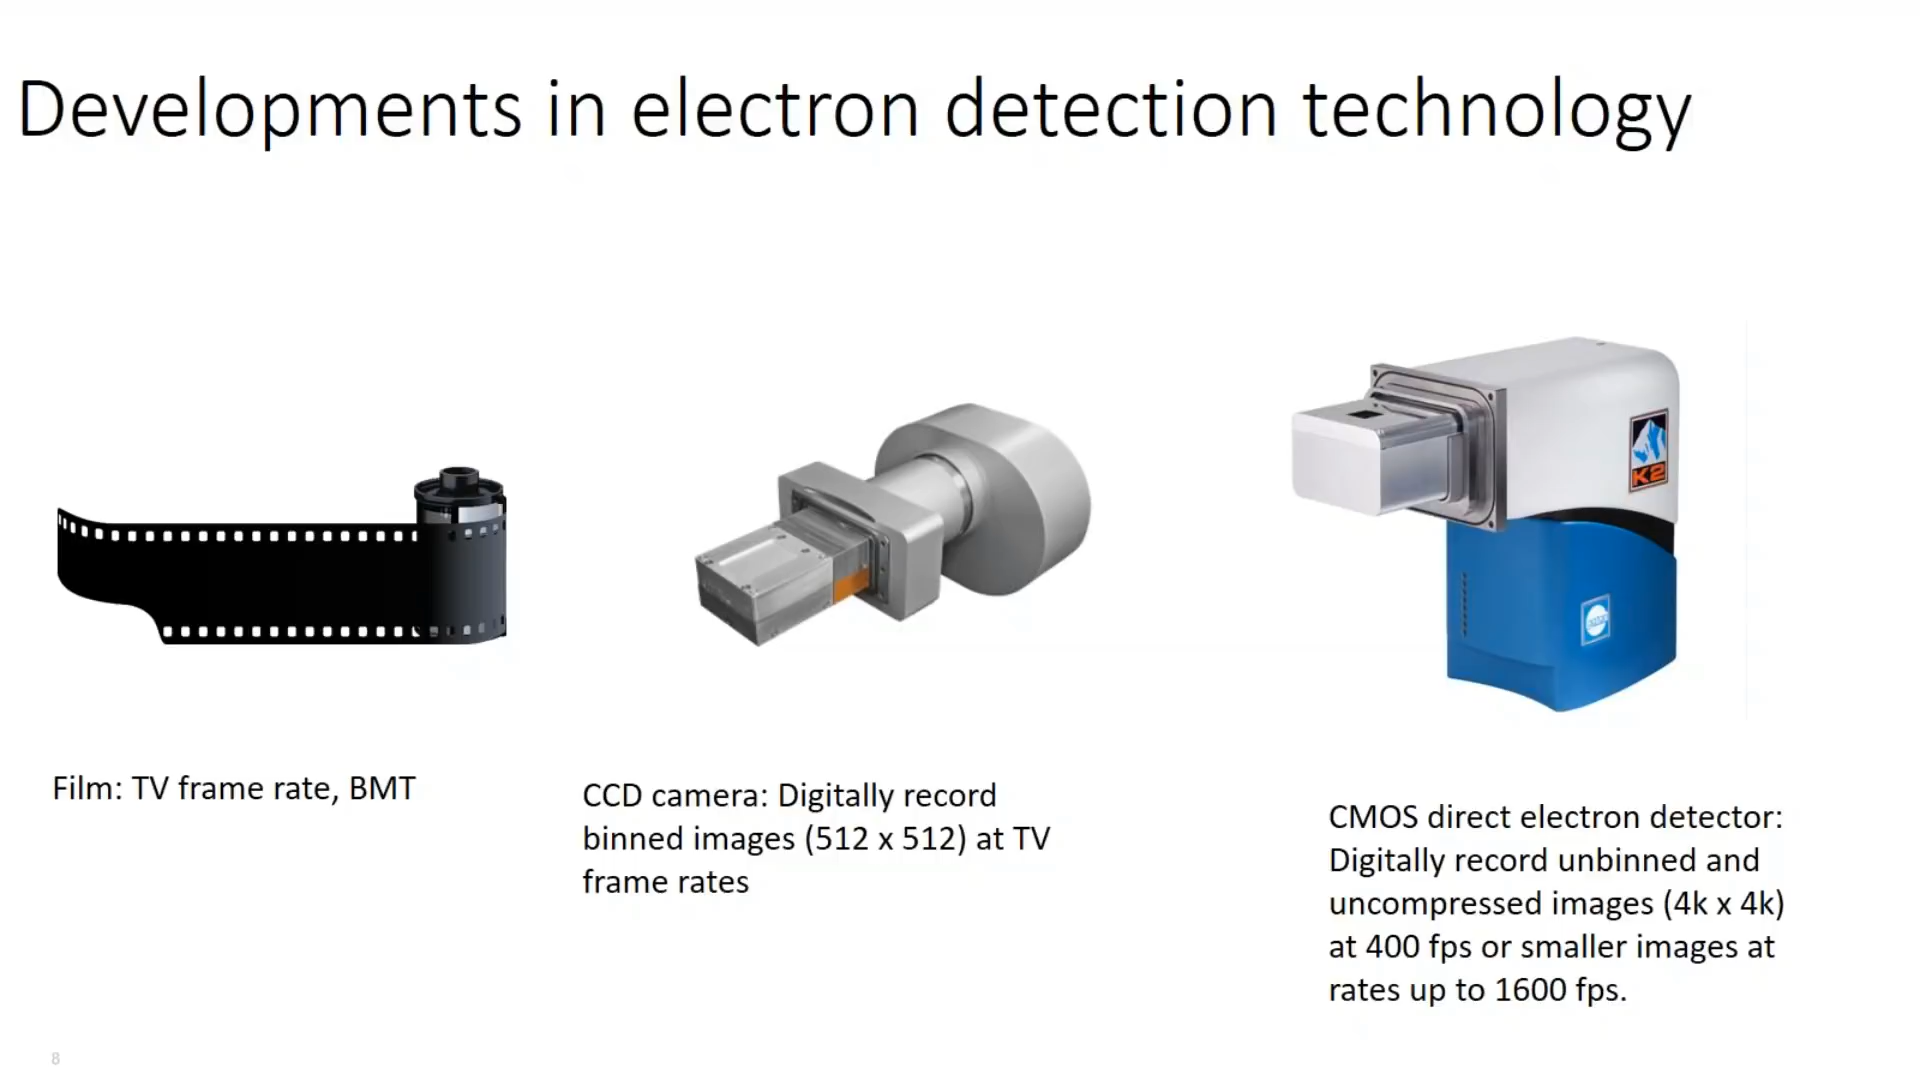 Developments in electron detection technology
K2
Film: TV frame rate, BMT
CCD camera: Digitally record
binned images (512 x 512) at TV
frame rates
CMOS direct electron detector:
Digitally record unbinned and
uncompressed images (4k x 4k)
at 400 fps or smaller images at
rates up to 1600 fps.
8